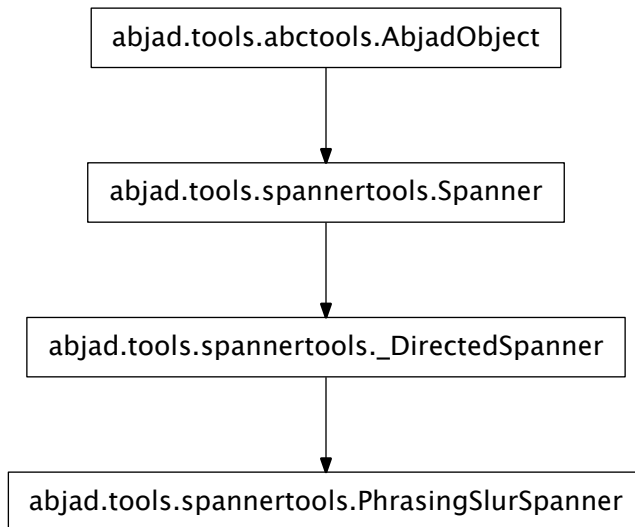 abjad.tools.abctools.AbjadObject
abjad.tools.spannertools.Spanner
abjad.tools.spannertools._DirectedSpanner
abjad.tools.spannertools.PhrasingSlurSpanner